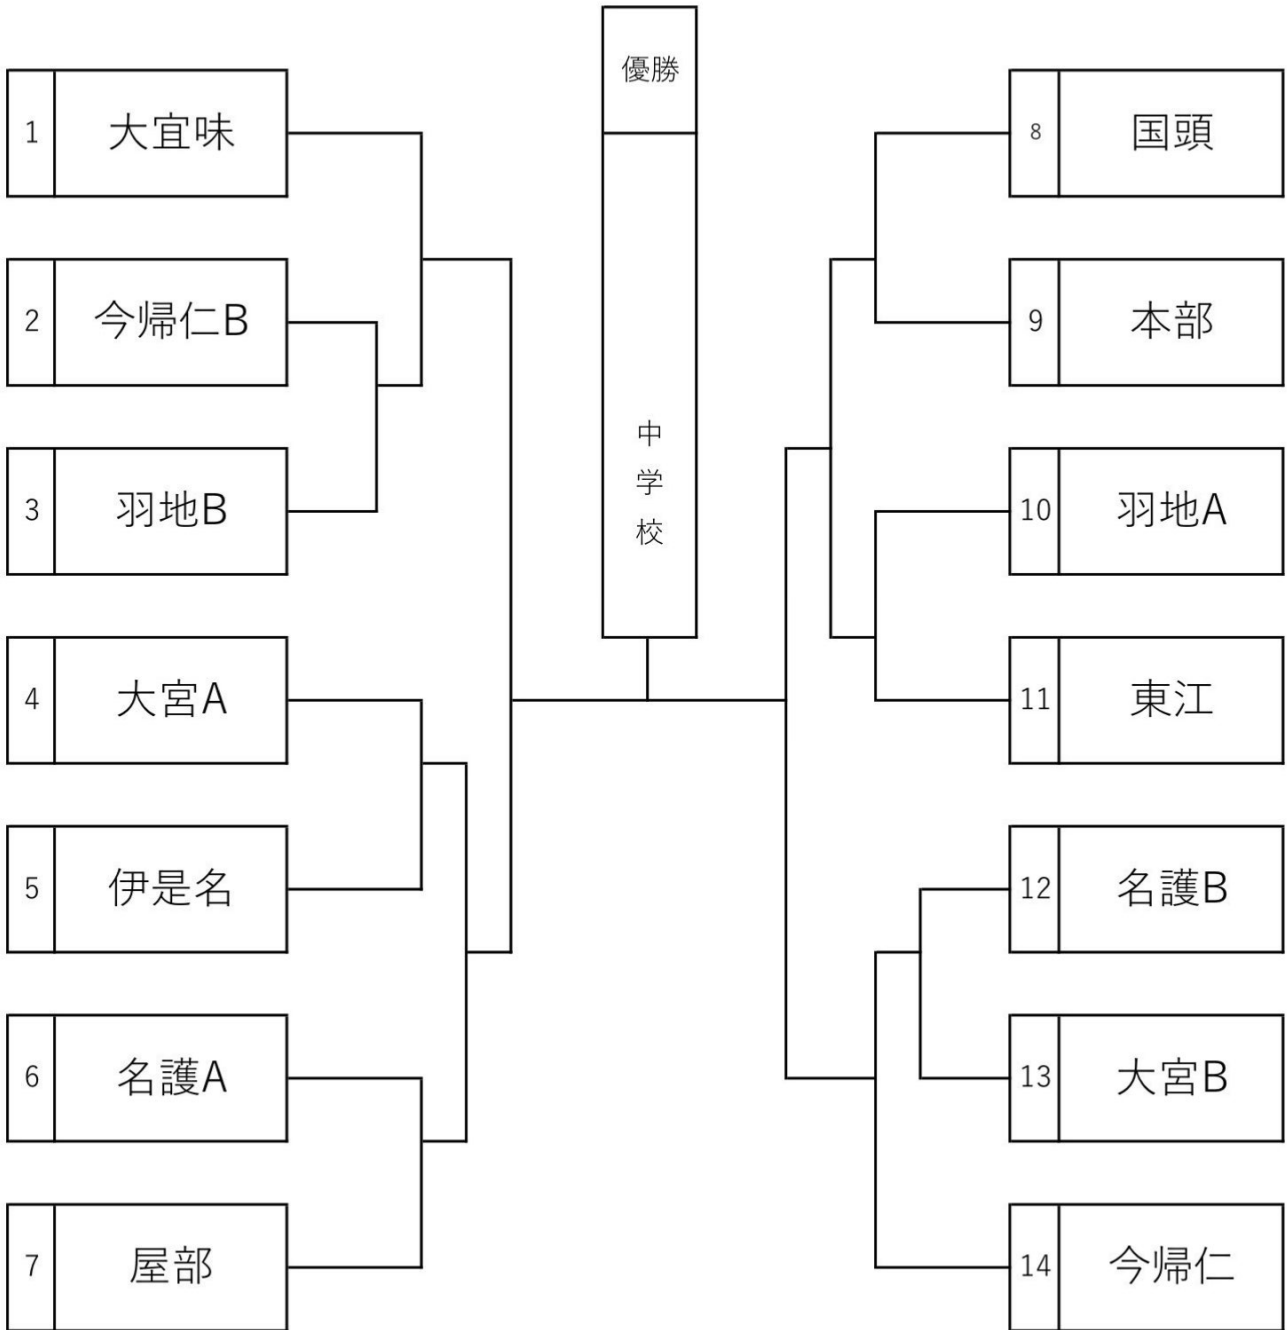 優勝
中学校
1 大宜味
2 今帰仁B
3 羽地B
4 大宮A
5 伊是名
6 名護A
7 屋部
8 国頭
9 本部
10 羽地A
11 東江
12 名護B
13 大宮B
14 今帰仁